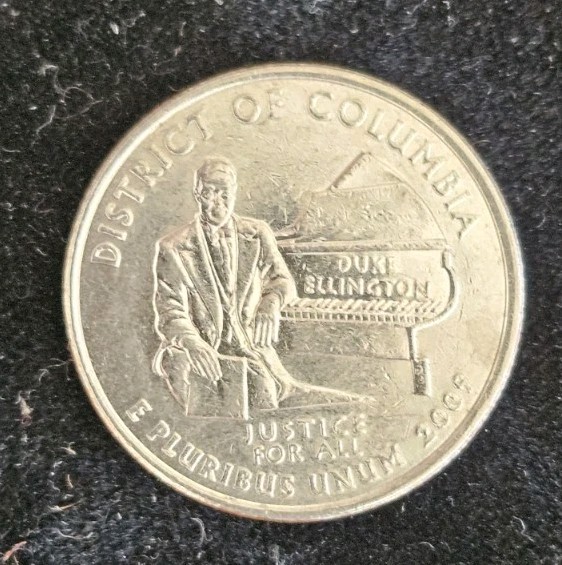 DISTRICT OF COLUMBIA
DUKE
ELLINGTON
JUSTICE
FOR ALL
E PLURIBUS UNUM 2009